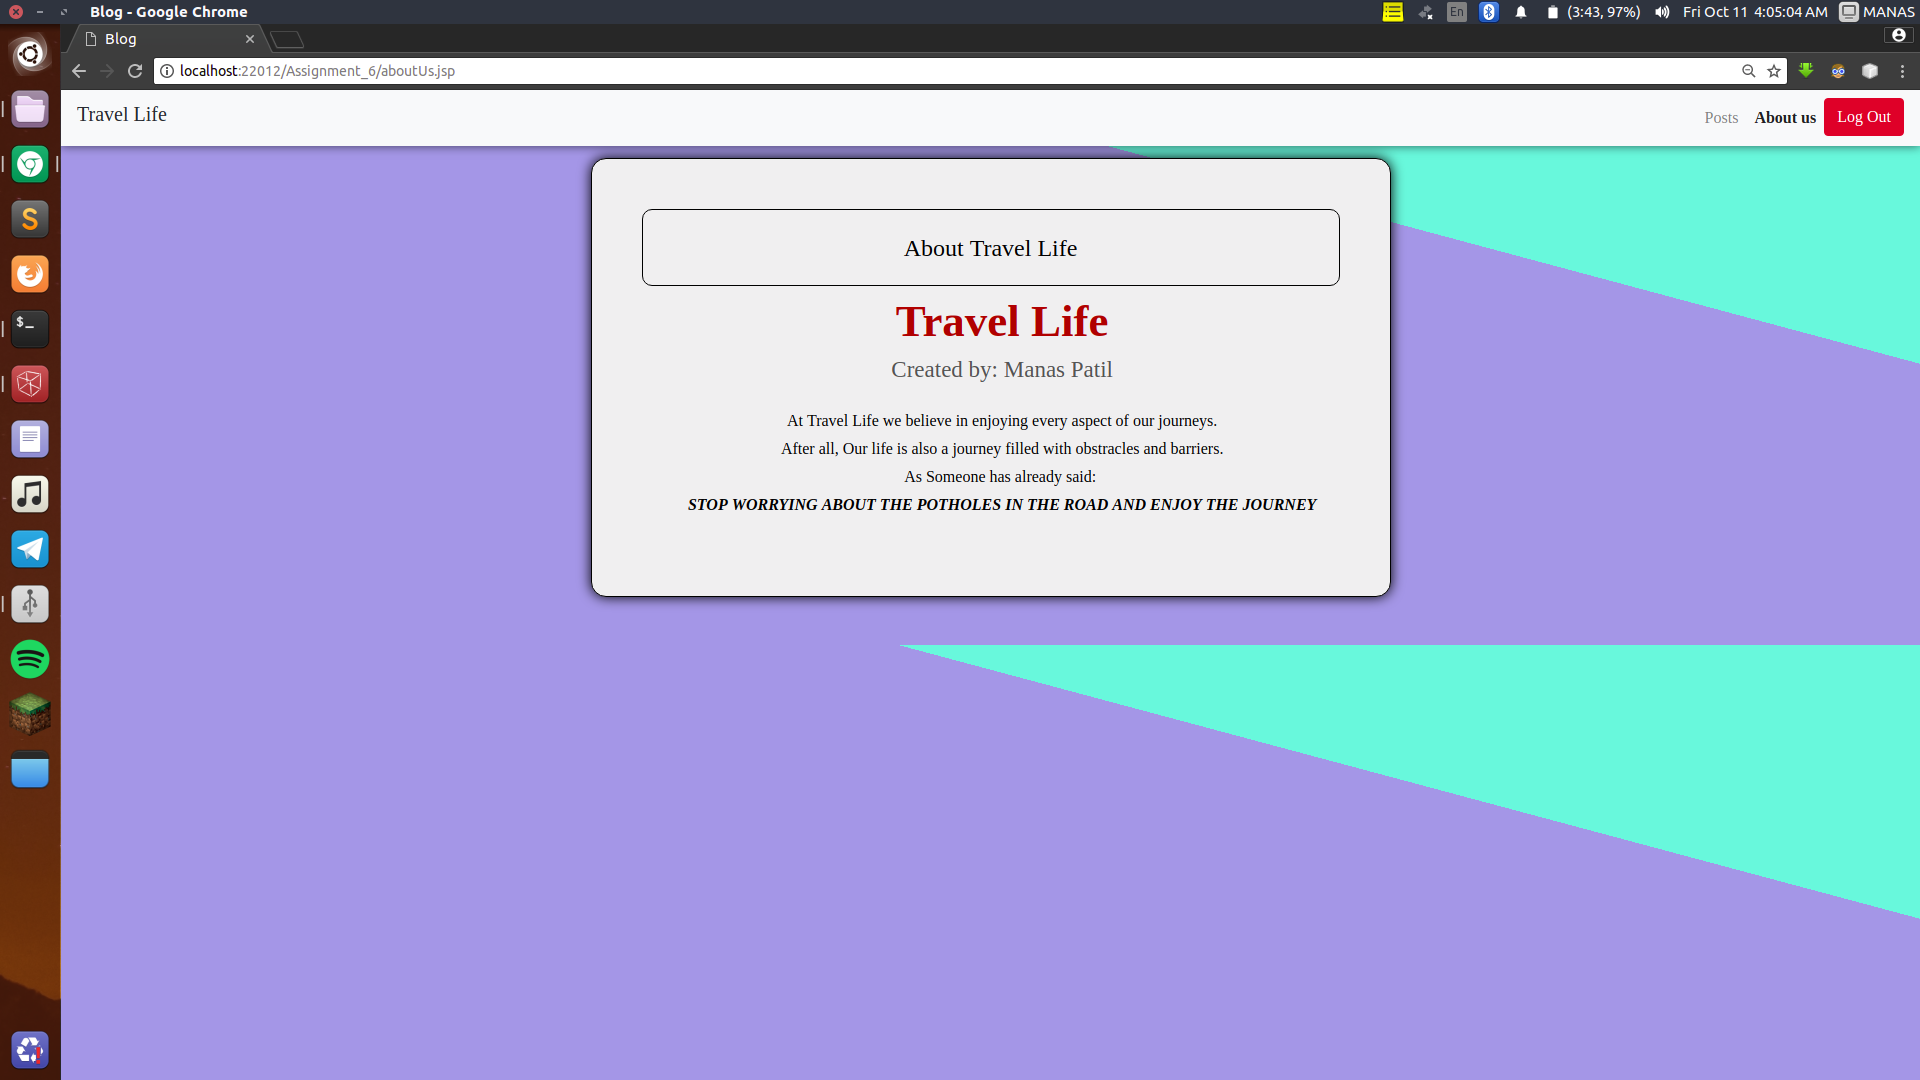 Blog - Google Chrome
En
(3:43, 97%)
Fri Oct 11 4:05:04 AM
MANAS
Blog
localhost:22012/Assignment_6/aboutUs.jsp
Travel Life
Posts
About us
Log Out
About Travel Life
Travel Life
Created by: Manas Patil
At Travel Life we believe in enjoying every aspect of our journeys.
After all, Our life is also a journey filled with obstracles and barriers.
As Someone has already said:
STOP WORRYING ABOUT THE POTHOLES IN THE ROAD AND ENJOY THE JOURNEY